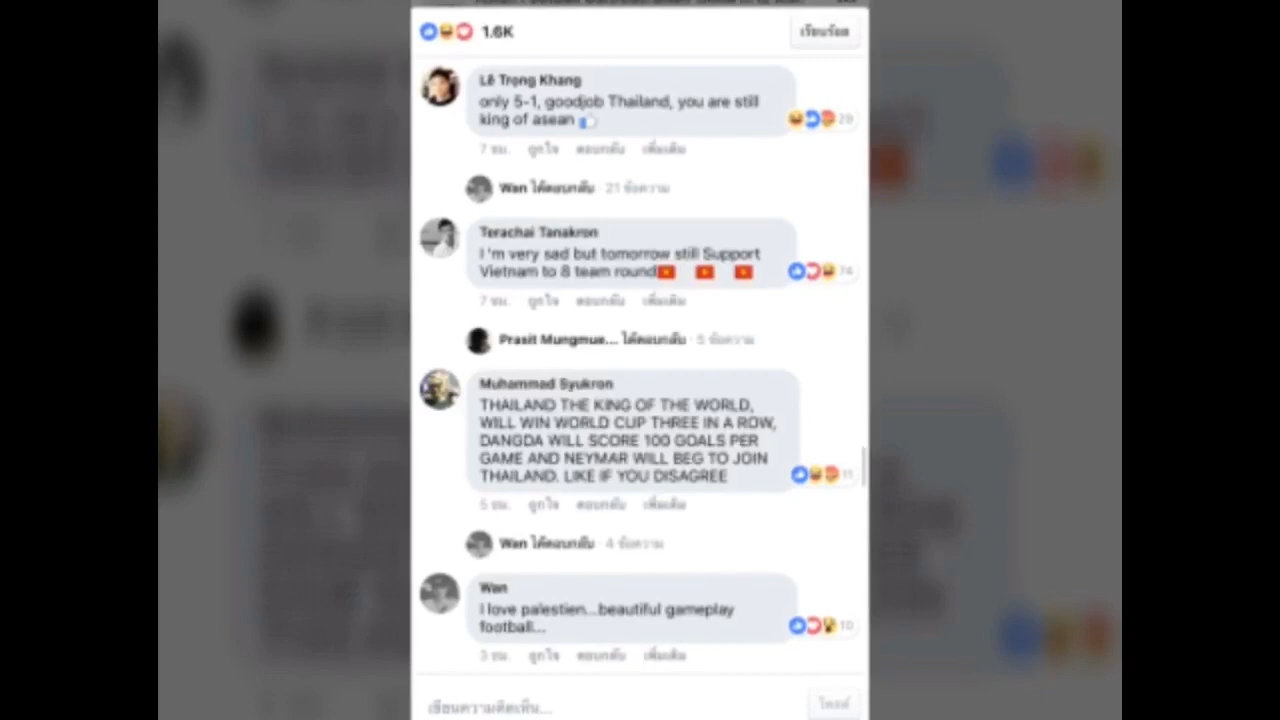 1.6K
เรียงร้อย
Lê Trọng Khang
only 5-1, goodjob Thailand, you are still
king of asean
29
7 ชม. ถูกใจ ตอบกลับ เพิ่มเติม
Wan ได้ตอบกลับ · 21 ข้อความ
Terachai Tanakron
I 'm very sad but tomorrow still Support
Vietnam to 8 team round
74
7 ชม. ถูกใจ ตอบกลับ เพิ่มเติม
Prasit Mungmue... ได้ตอบกลับ · 5 ข้อความ
Muhammad Syukron
THAILAND THE KING OF THE WORLD,
WILL WIN WORLD CUP THREE IN A ROW,
DANGDA WILL SCORE 100 GOALS PER
GAME AND NEYMAR WILL BEG TO JOIN
THAILAND. LIKE IF YOU DISAGREE
11
5 ชม. ถูกใจ ตอบกลับ เพิ่มเติม
Wan ได้ตอบกลับ · 4 ข้อความ
Wan
I love palestien...beautiful gameplay
football...
10
3 ชม. ถูกใจ ตอบกลับ เพิ่มเติม
เขียนความคิดเห็น...
โพสต์